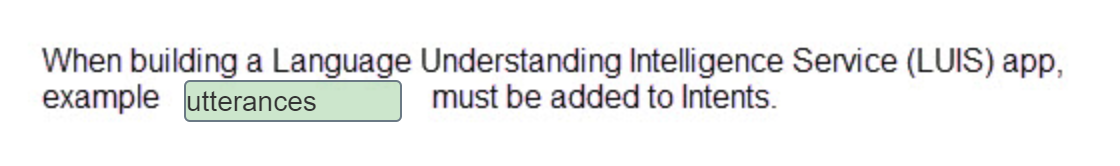 When building a Language Understanding Intelligence Service (LUIS) app,
example utterances must be added to Intents.